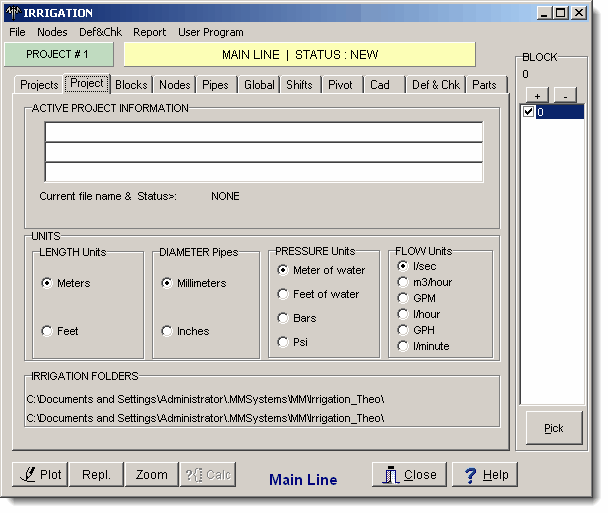 IRRIGATION
File Nodes Def&Chk Report User Program
PROJECT # 1
MAIN LINE | STATUS : NEW
BLOCK
0
+ -
0
Projects Project Blocks Nodes Pipes Global Shifts Pivot Cad Def & Chk Parts
ACTIVE PROJECT INFORMATION
Current file name & Status>: NONE
UNITS
LENGTH Units
Meters
Feet
DIAMETER Pipes
Millimeters
Inches
PRESSURE Units
Meter of water
Feet of water
Bars
Psi
FLOW Units
l/sec
m3/hour
GPM
l/hour
GPH
l/minute
IRRIGATION FOLDERS
C:\Documents and Settings\Administrator\.MMSystems\MM\Irrigation_Theo\
C:\Documents and Settings\Administrator\.MMSystems\MM\Irrigation_Theo\
Pick
Plot Repl. Zoom ?{¦ Calc Main Line Close ? Help